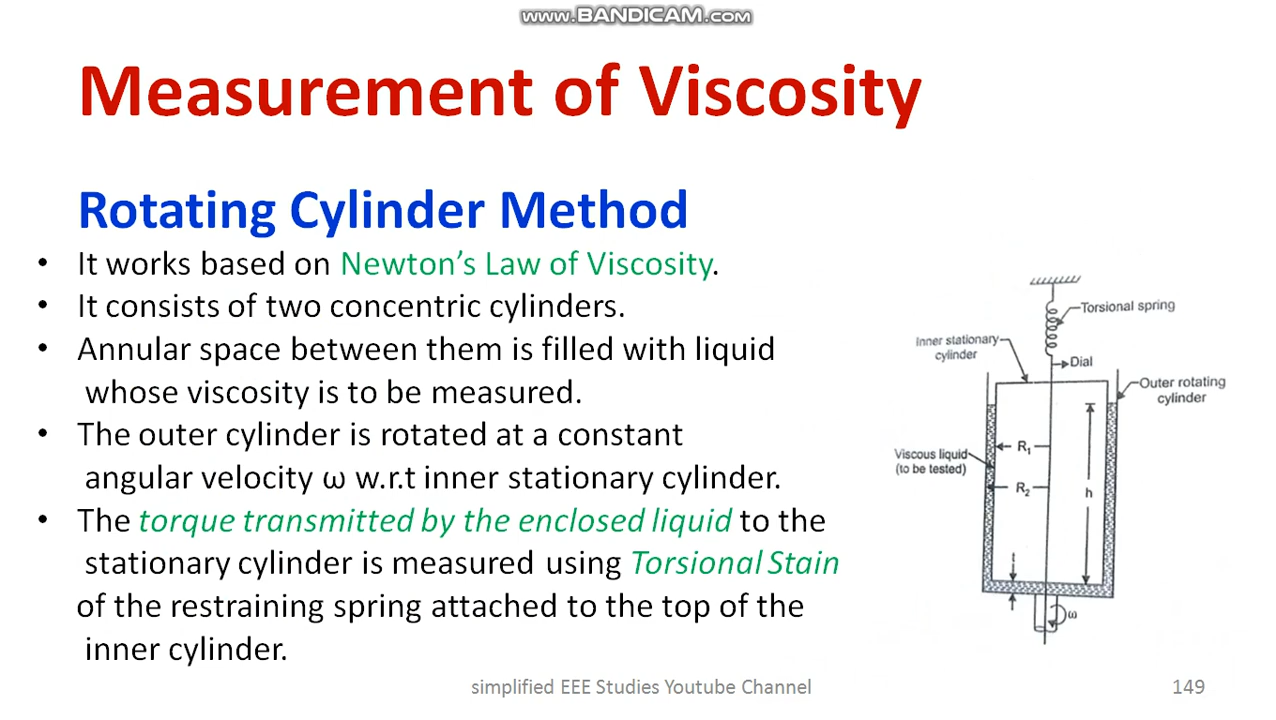 www.BANDICAM.com
Measurement of Viscosity
Rotating Cylinder Method
• It works based on Newton's Law of Viscosity.
• It consists of two concentric cylinders.
• Annular space between them is filled with liquid
whose viscosity is to be measured.
• The outer cylinder is rotated at a constant
angular velocity ω w.r.t inner stationary cylinder.
• The torque transmitted by the enclosed liquid to the
stationary cylinder is measured using Torsional Stain
of the restraining spring attached to the top of the
inner cylinder.
Torsional spring
Inner stationary
cylinder
Dial
Outer rotating
cylinder
R₁
Viscous liquid
(to be tested)
R₂
h
ω
simplified EEE Studies Youtube Channel
149